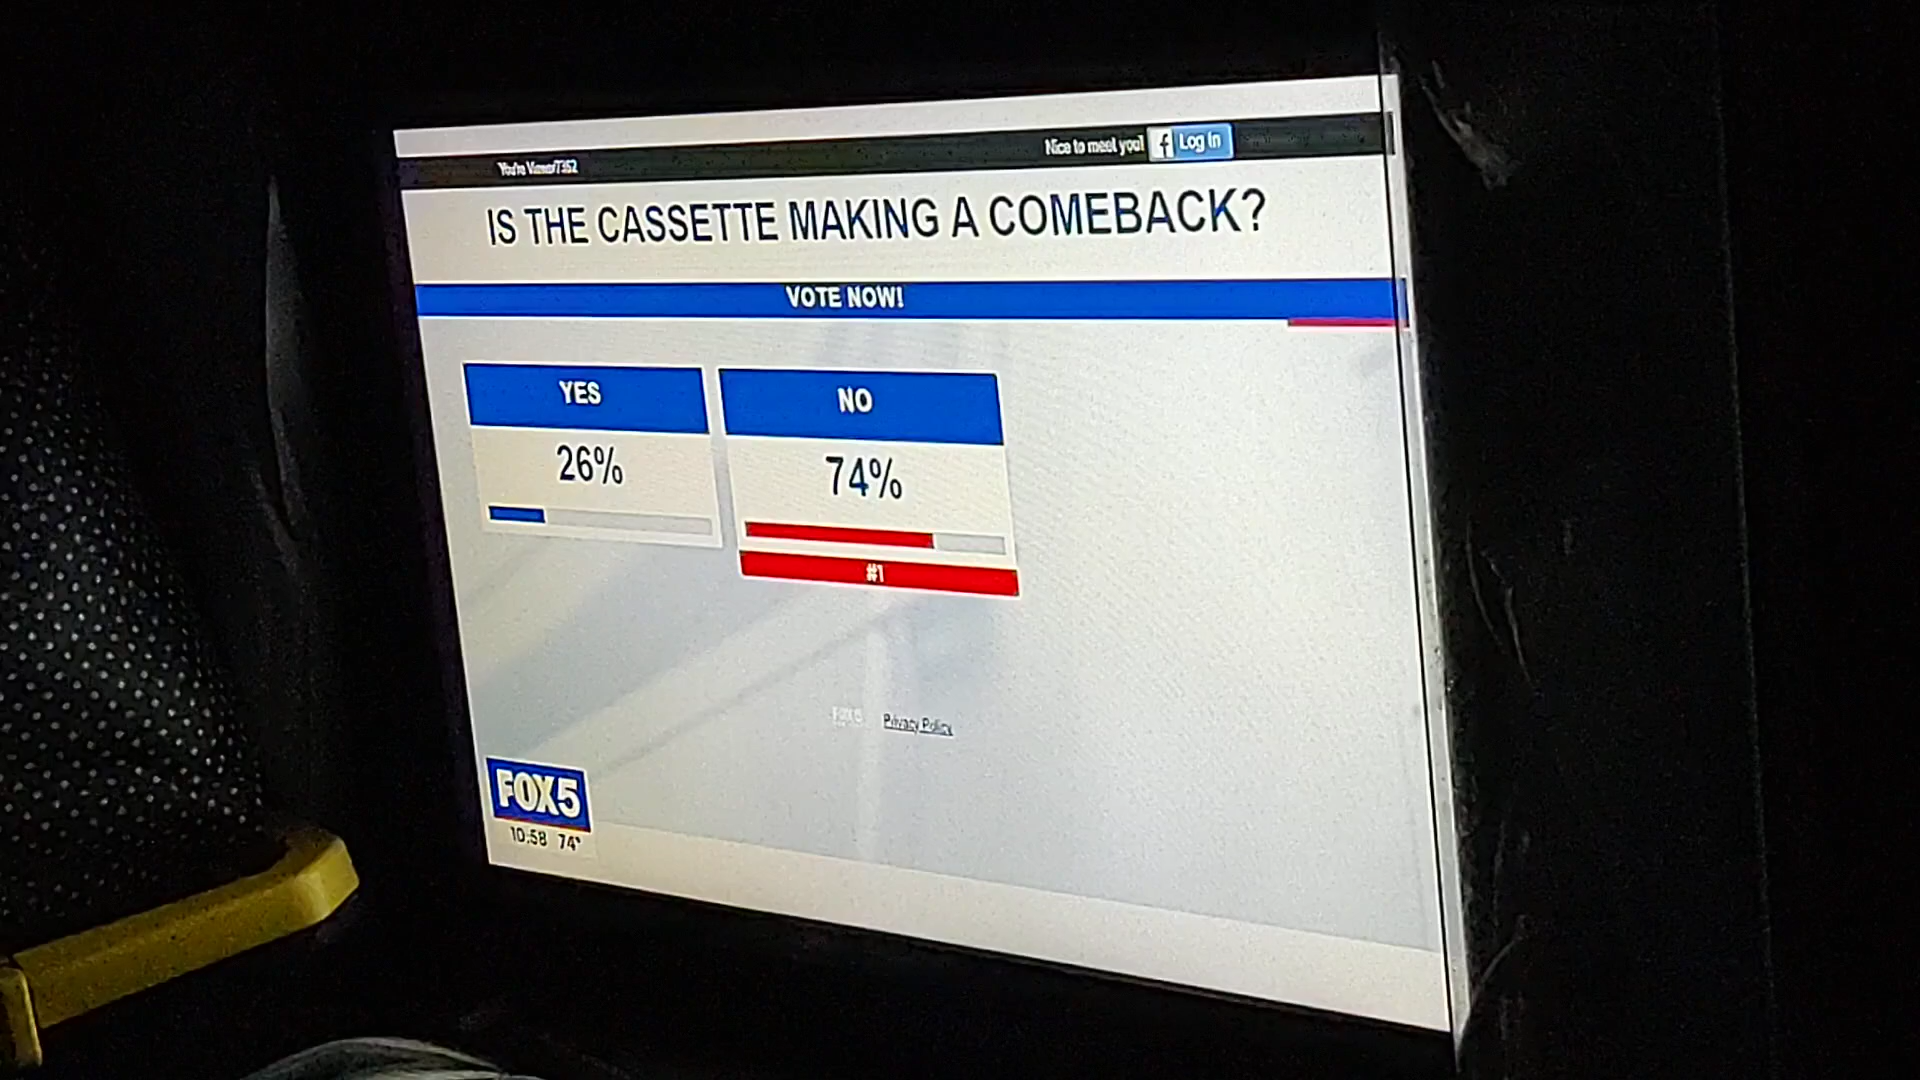 You're Viewer7352
Nice to meet you! f Log In
IS THE CASSETTE MAKING A COMEBACK?
VOTE NOW!
YES
NO
26%
74%
#1
FOX5 Privacy Policy
FOX5
10:58 74°